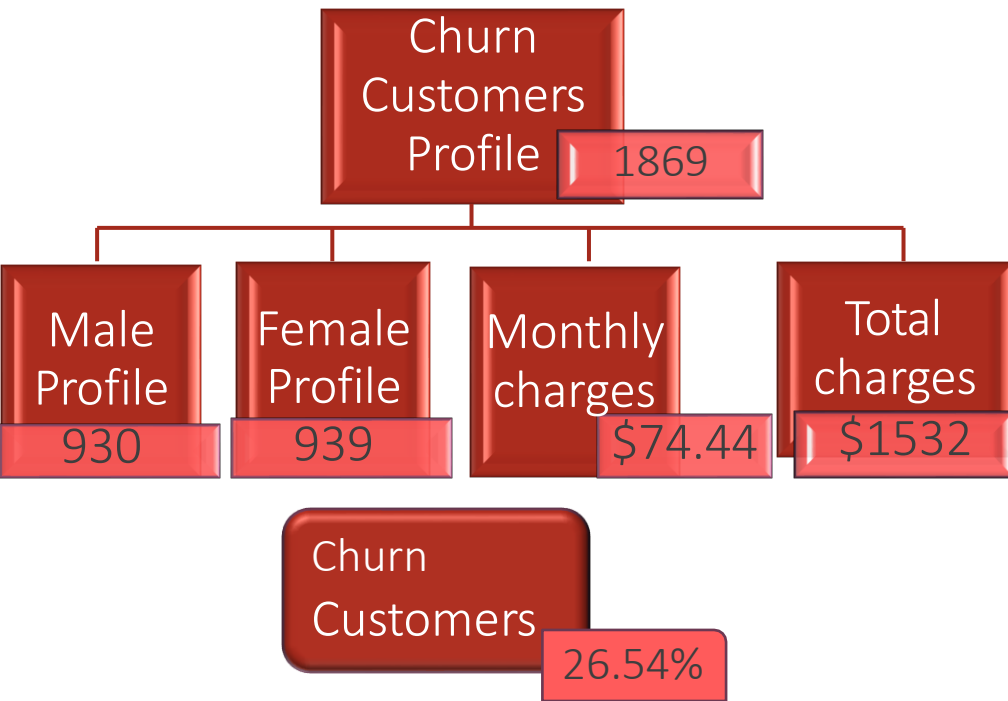 Churn
Customers
Profile
1869
Male
Profile
930
Female
Profile
939
Monthly
charges
$74.44
Total
charges
$1532
Churn
Customers
26.54%